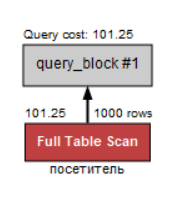 Query cost: 101.25
query_block #1
101.25 1000 rows
Full Table Scan
посетитель